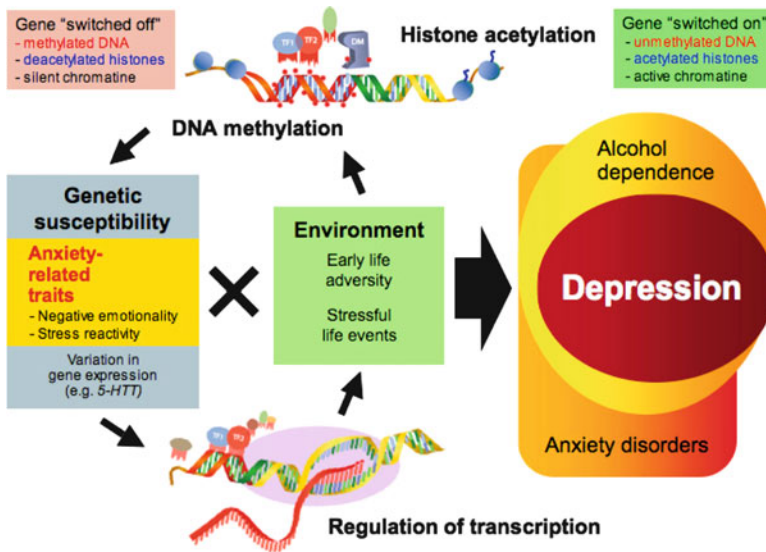 Gene “switched off”
- methylated DNA
- deacetylated histones
- silent chromatine
TF1
TF2
DM
Histone acetylation
Gene “switched on”
- unmethylated DNA
- acetylated histones
- active chromatine
DNA methylation
Genetic
susceptibility
Anxiety-
related
traits
- Negative emotionality
- Stress reactivity
Variation in
gene expression
(e.g. 5-HTT)
Environment
Early life
adversity
Stressful
life events
Alcohol
dependence
Depression
Anxiety disorders
TF1
TF2
Regulation of transcription